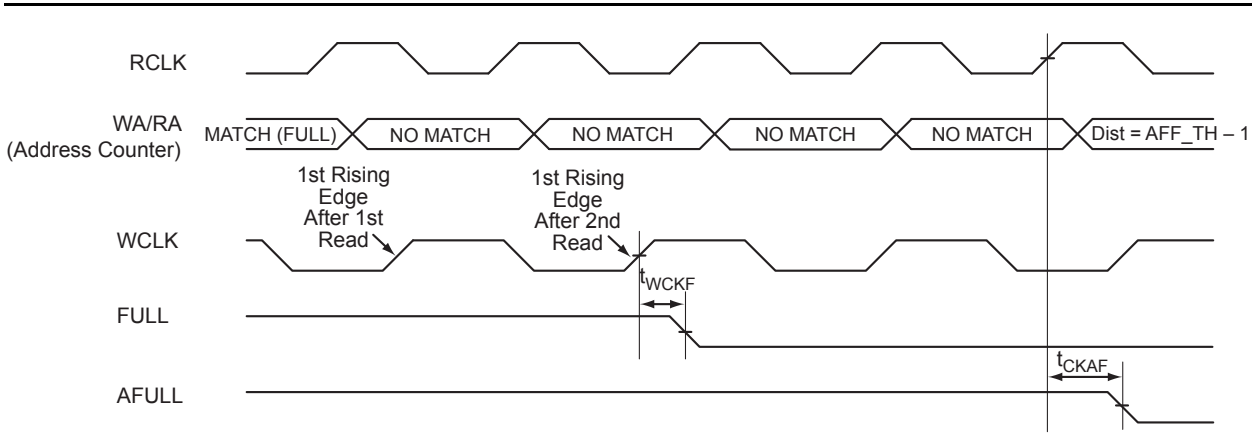 RCLK
WA/RA
(Address Counter)
MATCH (FULL)
NO MATCH
NO MATCH
NO MATCH
NO MATCH
Dist = AFF_TH – 1
1st Rising
Edge
After 1st
Read
1st Rising
Edge
After 2nd
Read
WCLK
tWCKF
FULL
tCKAF
AFULL